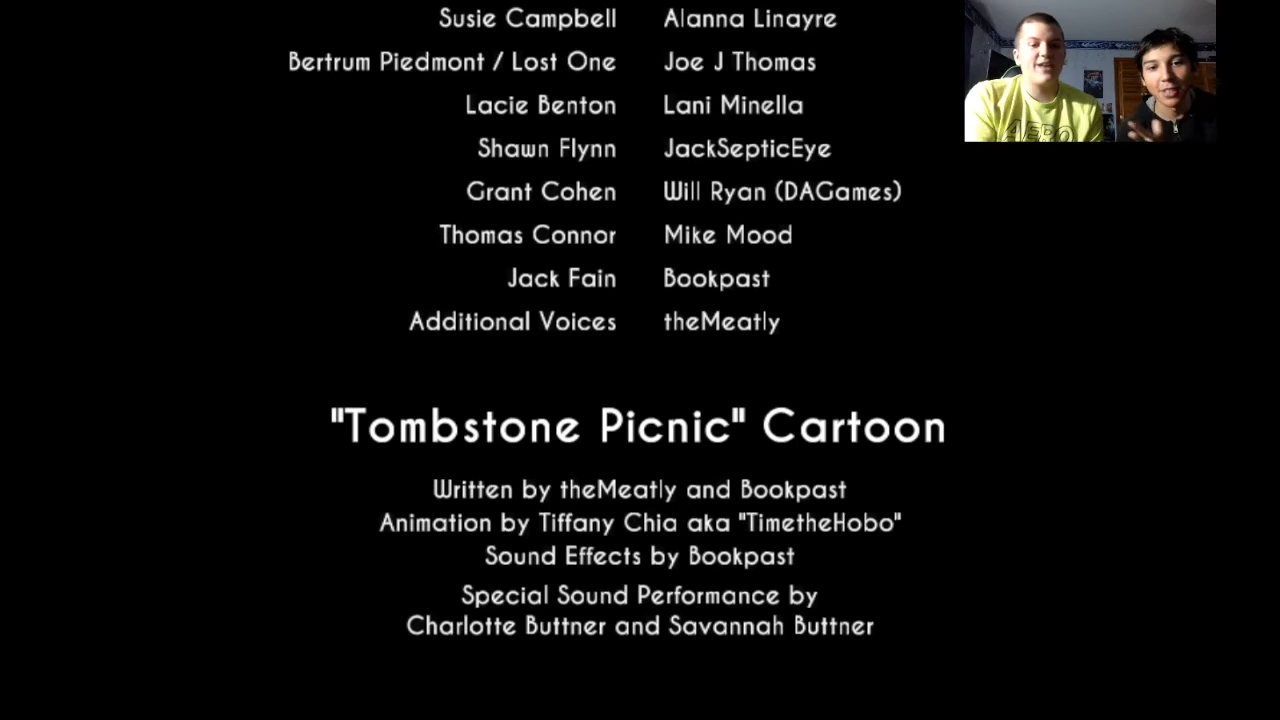 Susie Campbell Alanna Linayre
Bertrum Piedmont / Lost One Joe J Thomas
Lacie Benton Lani Minella
Shawn Flynn JackSepticEye
Grant Cohen Will Ryan (DAGames)
Thomas Connor Mike Mood
Jack Fain Bookpast
Additional Voices theMeatly
"Tombstone Picnic" Cartoon
Written by theMeatly and Bookpast
Animation by Tiffany Chia aka "TimetheHobo"
Sound Effects by Bookpast
Special Sound Performance by
Charlotte Buttner and Savannah Buttner
AERO